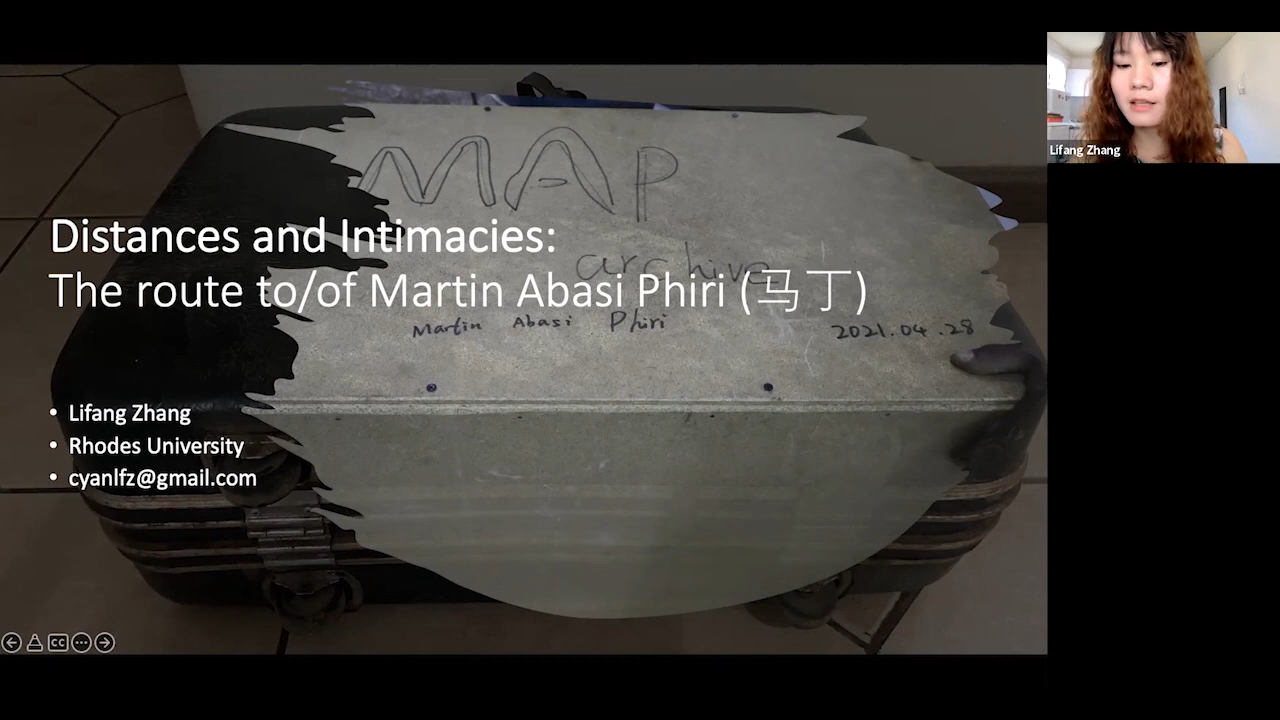 MAP
archive
Martin Abasi Phiri
2021.04.28
Distances and Intimacies:
The route to/of Martin Abasi Phiri (马丁)
• Lifang Zhang
• Rhodes University
• cyanlfz@gmail.com
Lifang Zhang
CC